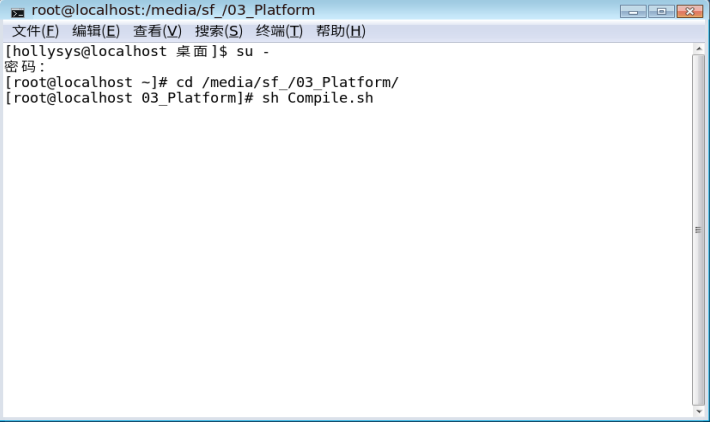 root@localhost:/media/sf_/03_Platform
文件(F) 编辑(E) 查看(V) 搜索(S) 终端(T) 帮助(H)
[hollysys@localhost 桌面]$ su -
密码：
[root@localhost ~]# cd /media/sf_/03_Platform/
[root@localhost 03_Platform]# sh Compile.sh